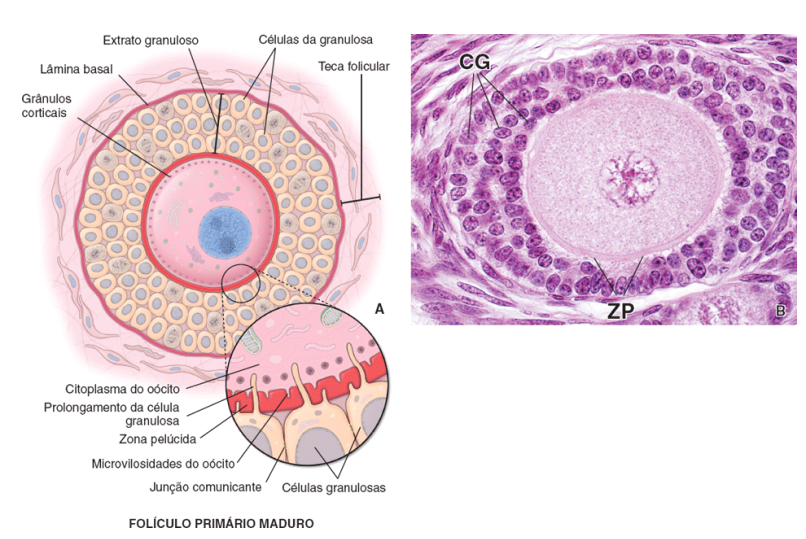 Extrato granuloso
Células da granulosa
Lâmina basal
Teca folicular
Grânulos
corticais
A
Citoplasma do oócito
Prolongamento da célula
granulosa
Zona pelúcida
Microvilosidades do oócito
Junção comunicante
Células granulosas
FOLÍCULO PRIMÁRIO MADURO
CG
ZP
B